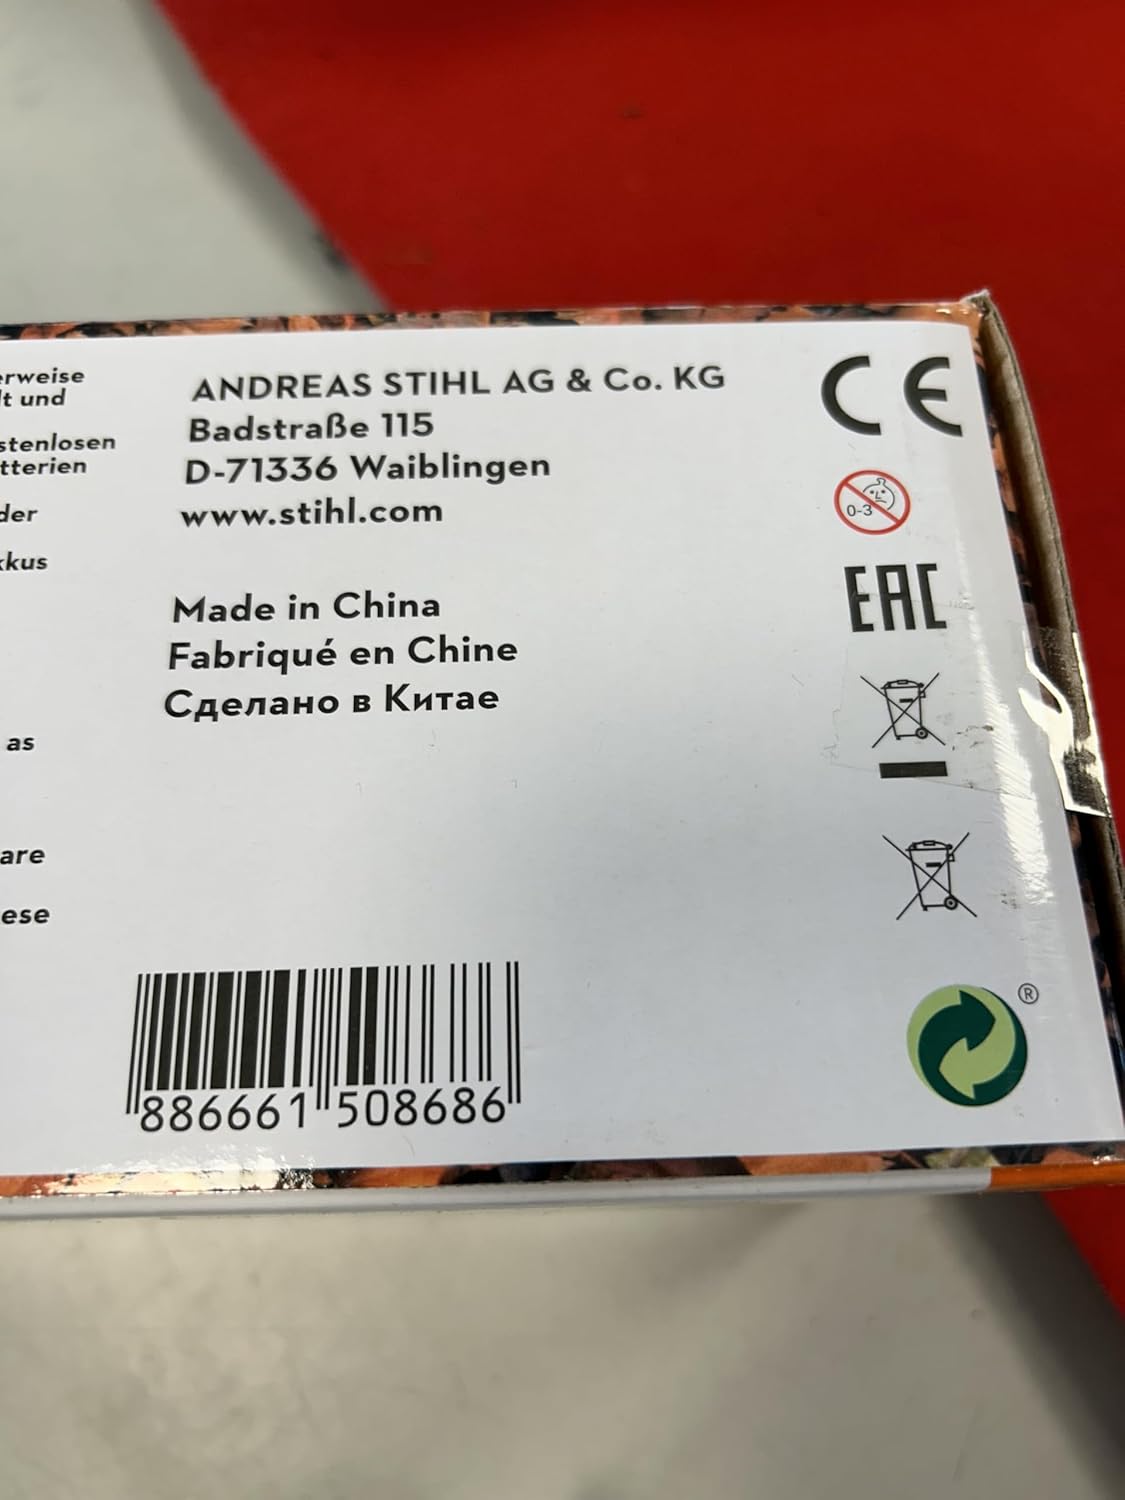 erweise
t und
stenlosen
tterien
der
kkus
as
are
ese
ANDREAS STIHL AG & Co. KG
Badstraße 115
D-71336 Waiblingen
www.stihl.com
Made in China
Fabriqué en Chine
Сделано в Китае
886661 508686
CE
0-3
EAC
®